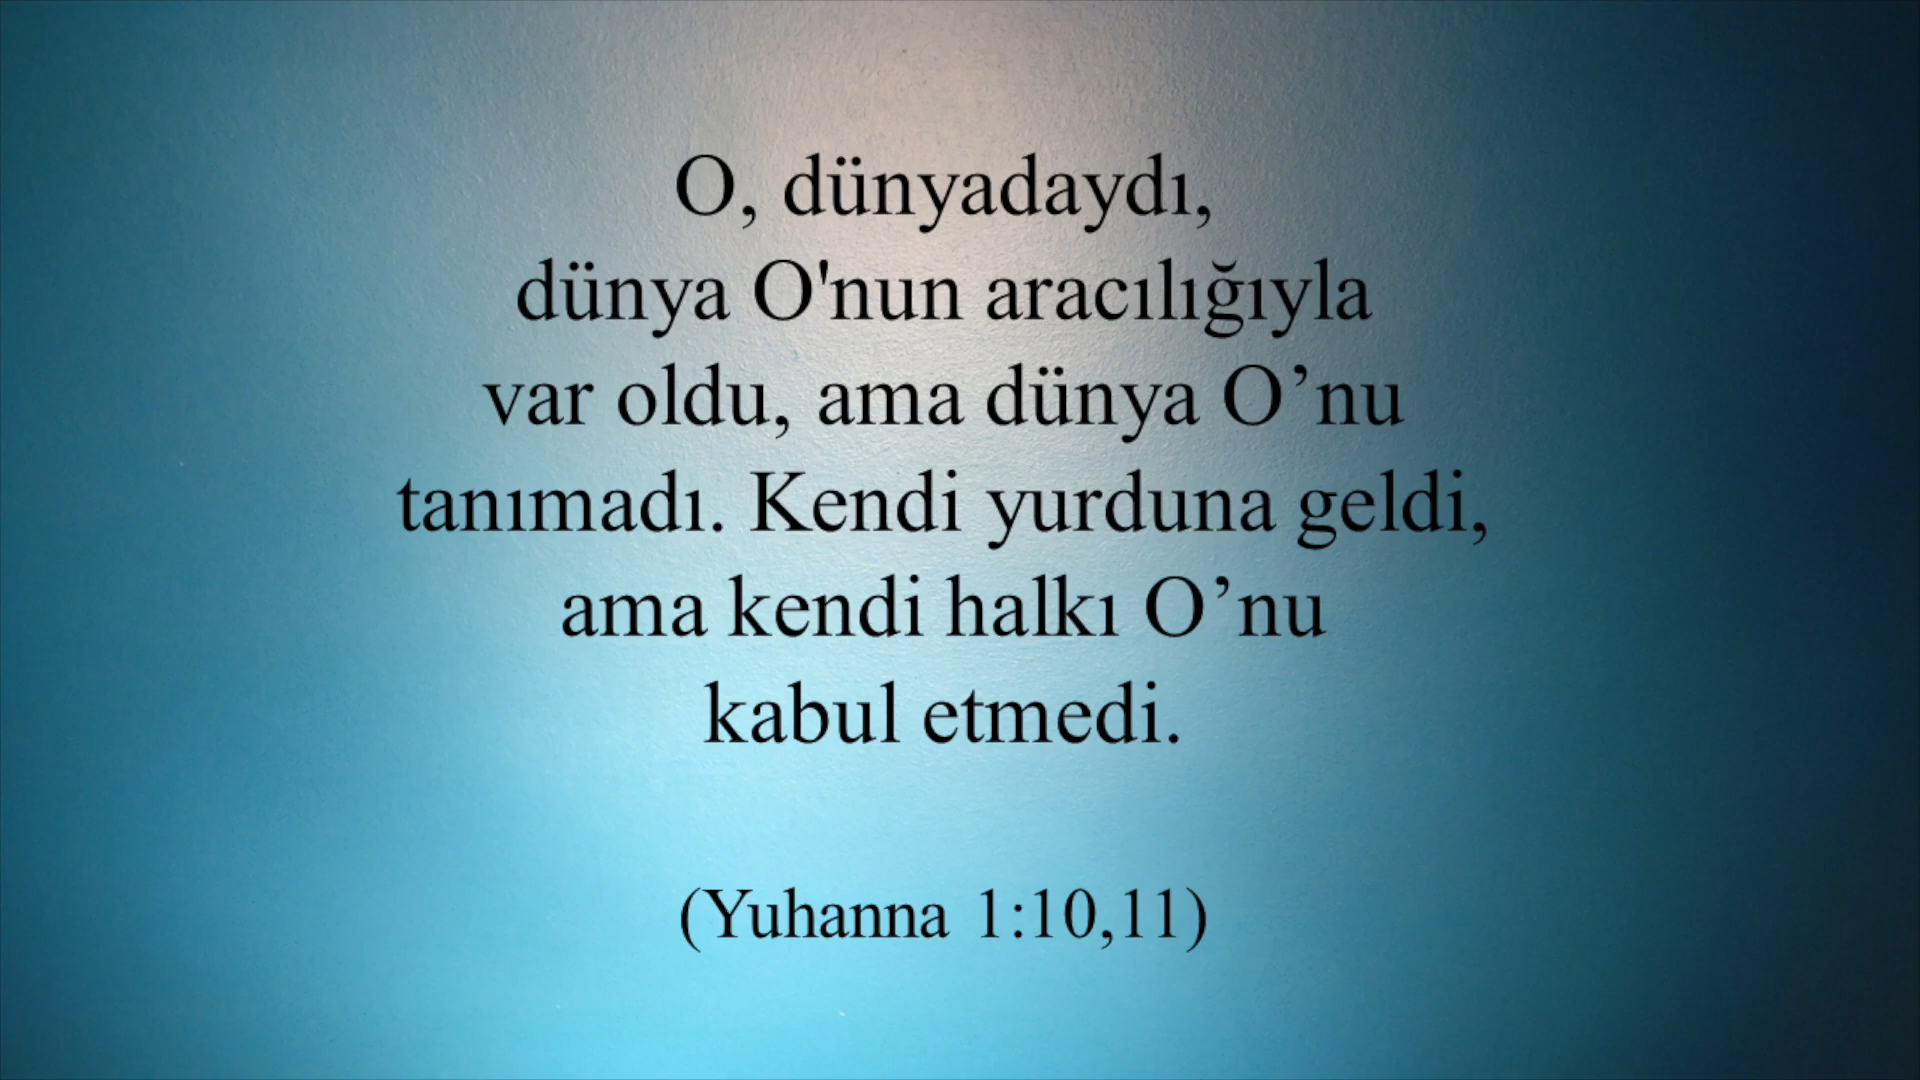 O, dünyadaydı,
dünya O'nun aracılığıyla
var oldu, ama dünya O’nu
tanımadı. Kendi yurduna geldi,
ama kendi halkı O’nu
kabul etmedi.
(Yuhanna 1:10,11)